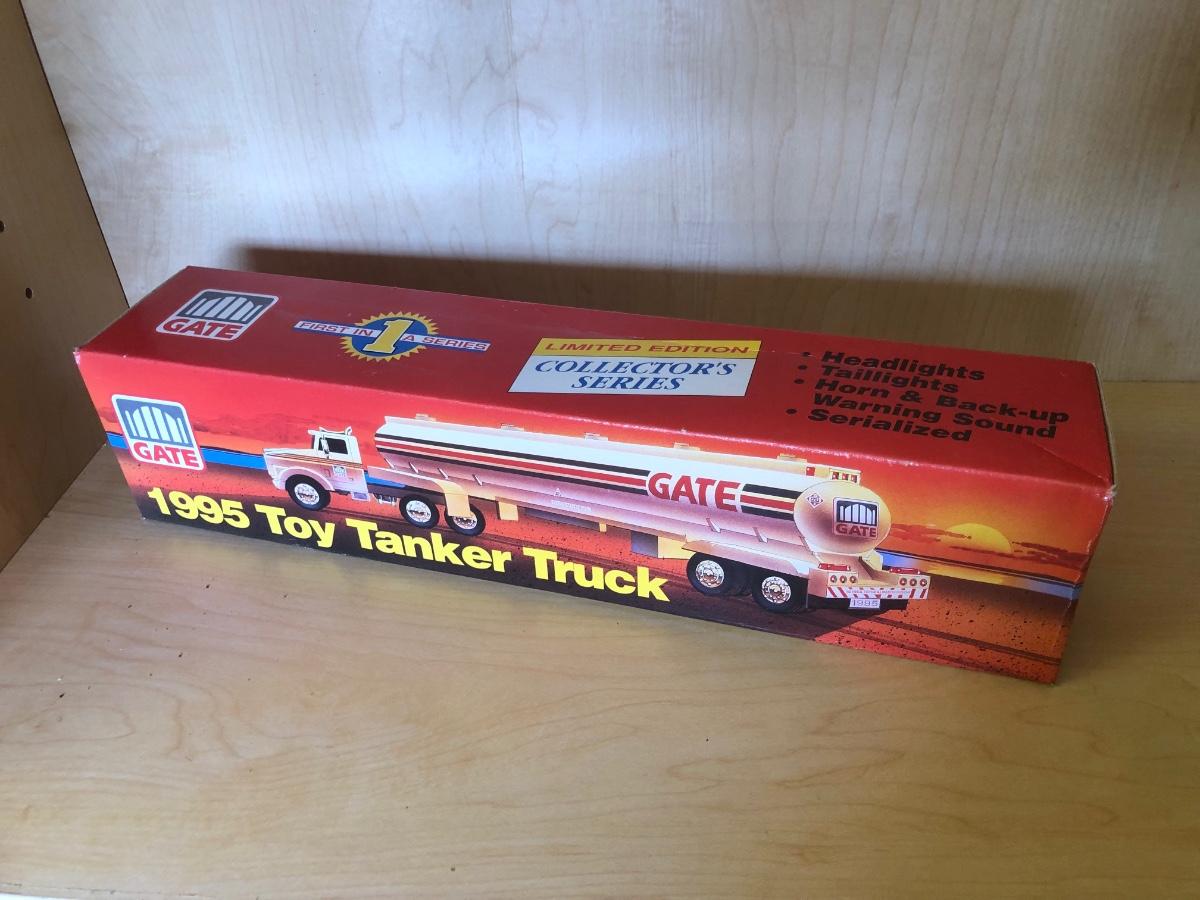 GATE
FIRST IN 1 A SERIES
LIMITED EDITION
COLLECTOR'S
SERIES
• Headlights
• Taillights
• Horn & Back-up
Warning Sound
• Serialized
GATE
GATE
GATE
1995
1995 Toy Tanker Truck